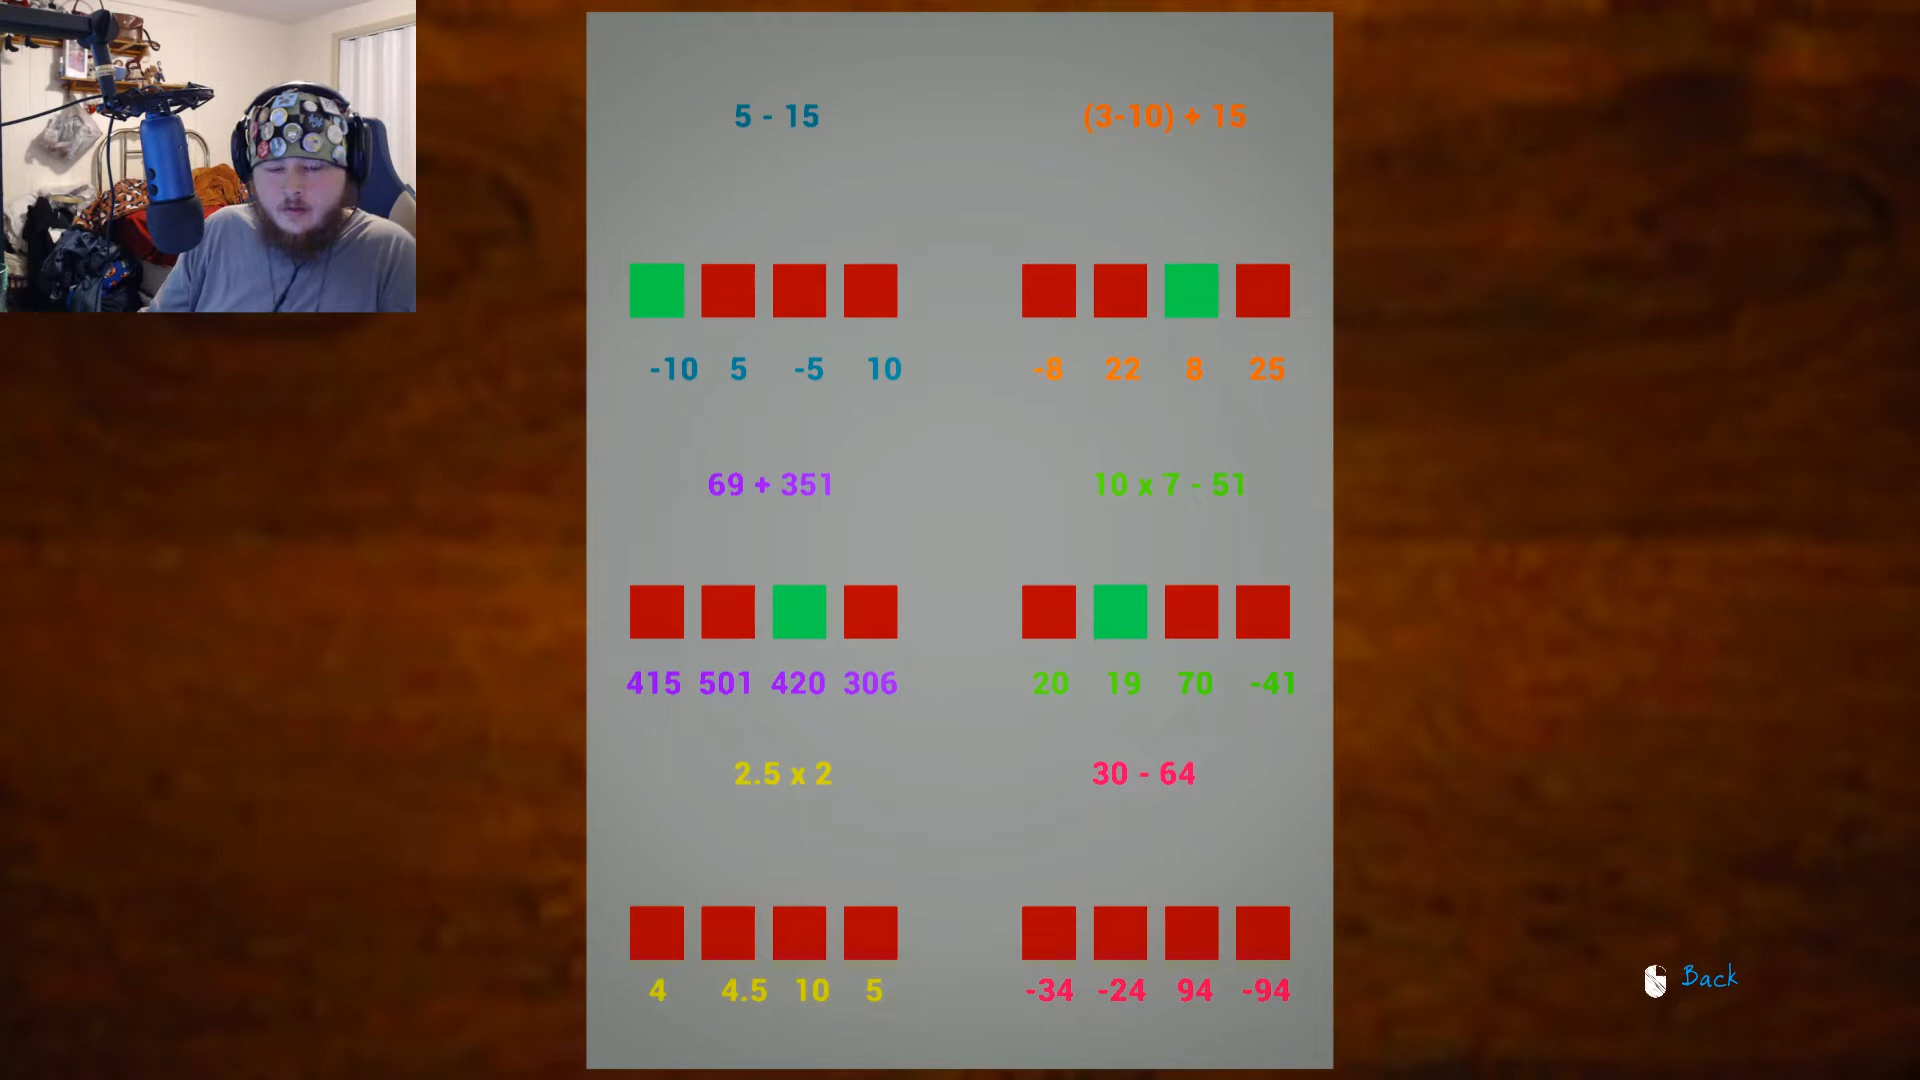 5 - 15
(3-10) + 15
-10 5 -5 10
-8 22 8 25
69 + 351
10 x 7 - 51
415 501 420 306
20 19 70 -41
2.5 x 2
30 - 64
4 4.5 10 5
-34 -24 94 -94
Back